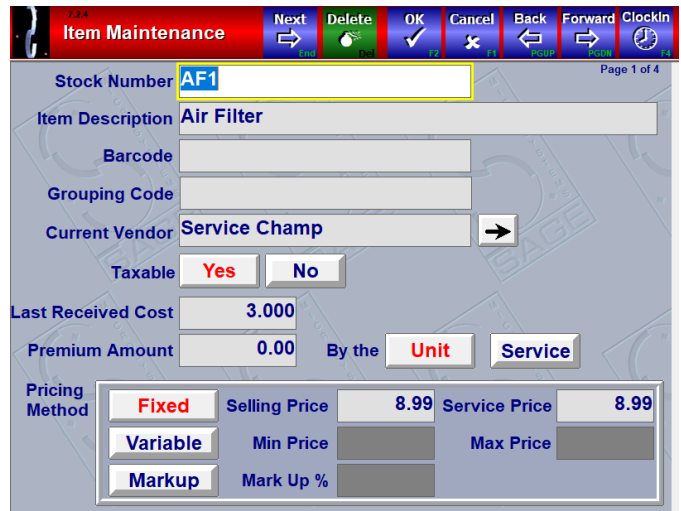 7.2.4
Item Maintenance
Next
End
Delete
Del
OK
F2
Cancel
F1
Back
PGUP
Forward
PGDN
ClockIn
F4
Page 1 of 4
Stock Number AF1
Item Description Air Filter
Barcode
Grouping Code
Current Vendor Service Champ
Taxable Yes No
Last Received Cost 3.000
Premium Amount 0.00 By the Unit Service
Pricing
Method
Fixed Selling Price 8.99 Service Price 8.99
Variable Min Price Max Price
Markup Mark Up %
SAGE
SAGE